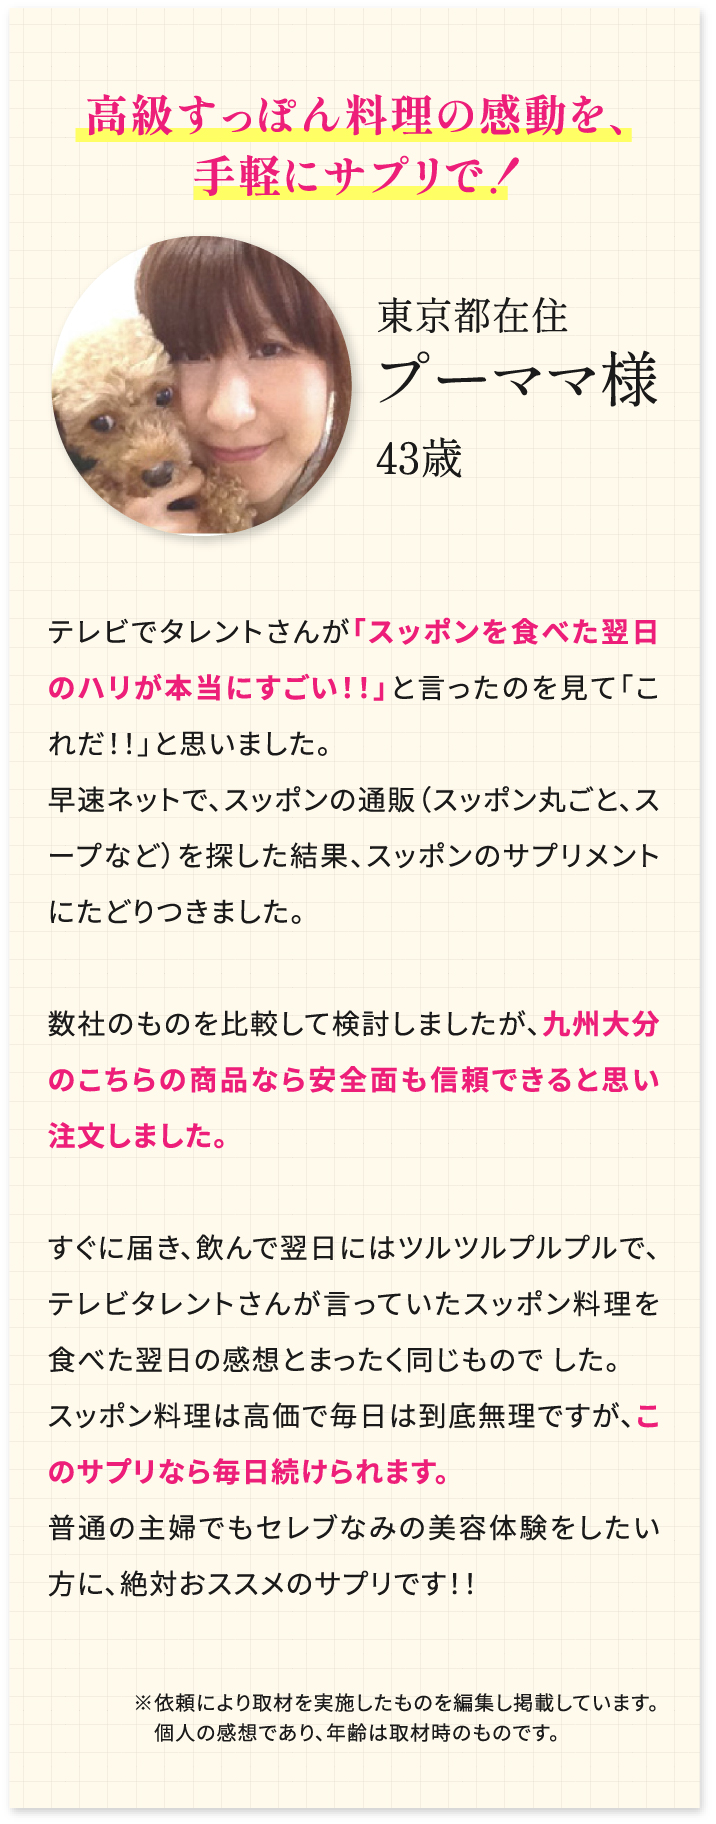 高級すっぽん料理の感動を、
手軽にサプリで！
東京都在住
プーママ様
43歳
テレビでタレントさんが「スッポンを食べた翌日
のハリが本当にすごい！！」と言ったのを見て「こ
れだ！！」と思いました。
早速ネットで、スッポンの通販（スッポン丸ごと、ス
ープなど）を探した結果、スッポンのサプリメント
にたどりつきました。
数社のものを比較して検討しましたが、九州大分
のこちらの商品なら安全面も信頼できると思い
注文しました。
すぐに届き、飲んで翌日にはツルツルプルプルで、
テレビタレントさんが言っていたスッポン料理を
食べた翌日の感想とまったく同じもので した。
スッポン料理は高価で毎日は到底無理ですが、こ
のサプリなら毎日続けられます。
普通の主婦でもセレブなみの美容体験をしたい
方に、絶対おススメのサプリです！！
※依頼により取材を実施したものを編集し掲載しています。
個人の感想であり、年齢は取材時のものです。